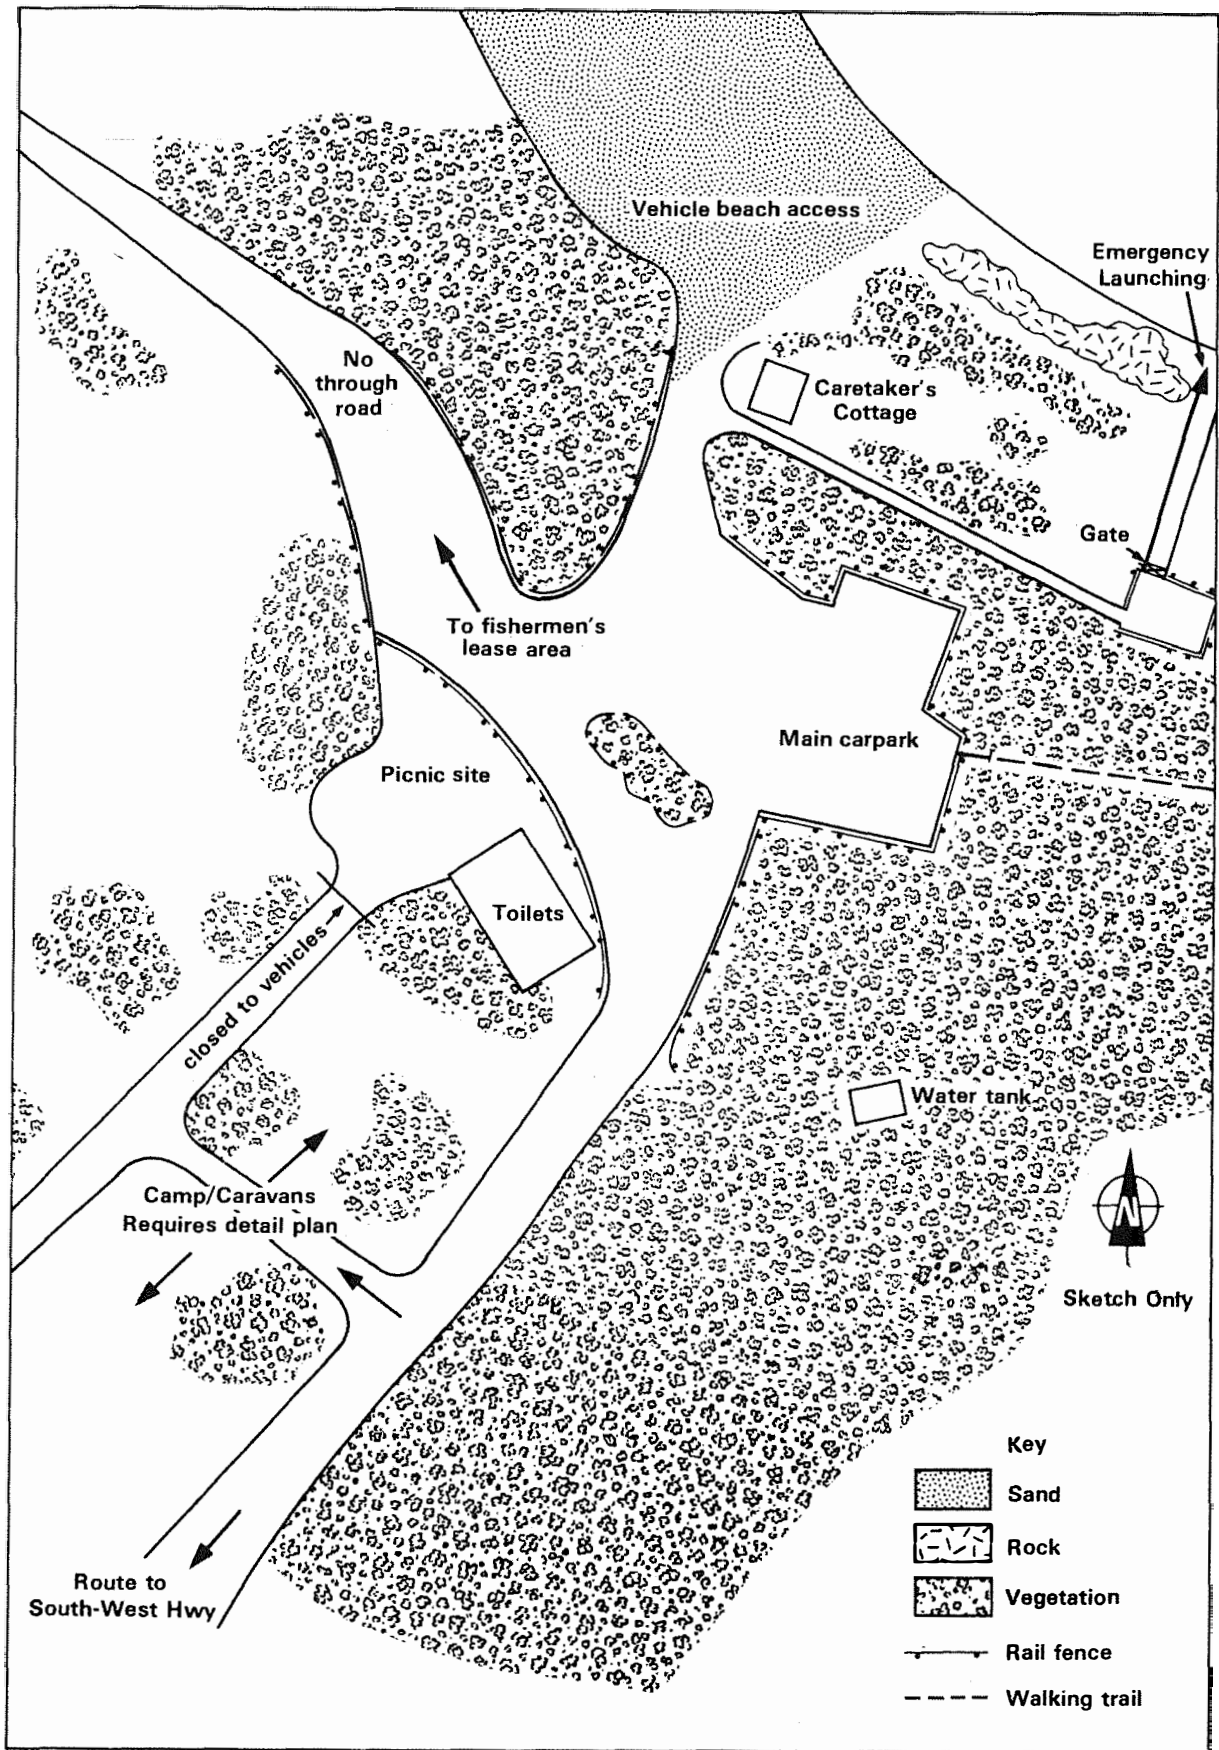 Vehicle beach access
Emergency
Launching
No
through
road
Caretaker's
Cottage
Gate
To fishermen's
lease area
Main carpark
Picnic site
Toilets
closed to vehicles
Water tank
Camp/Caravans
Requires detail plan
N
Sketch Only
Key
Sand
Rock
Vegetation
Rail fence
Walking trail
Route to
South-West Hwy